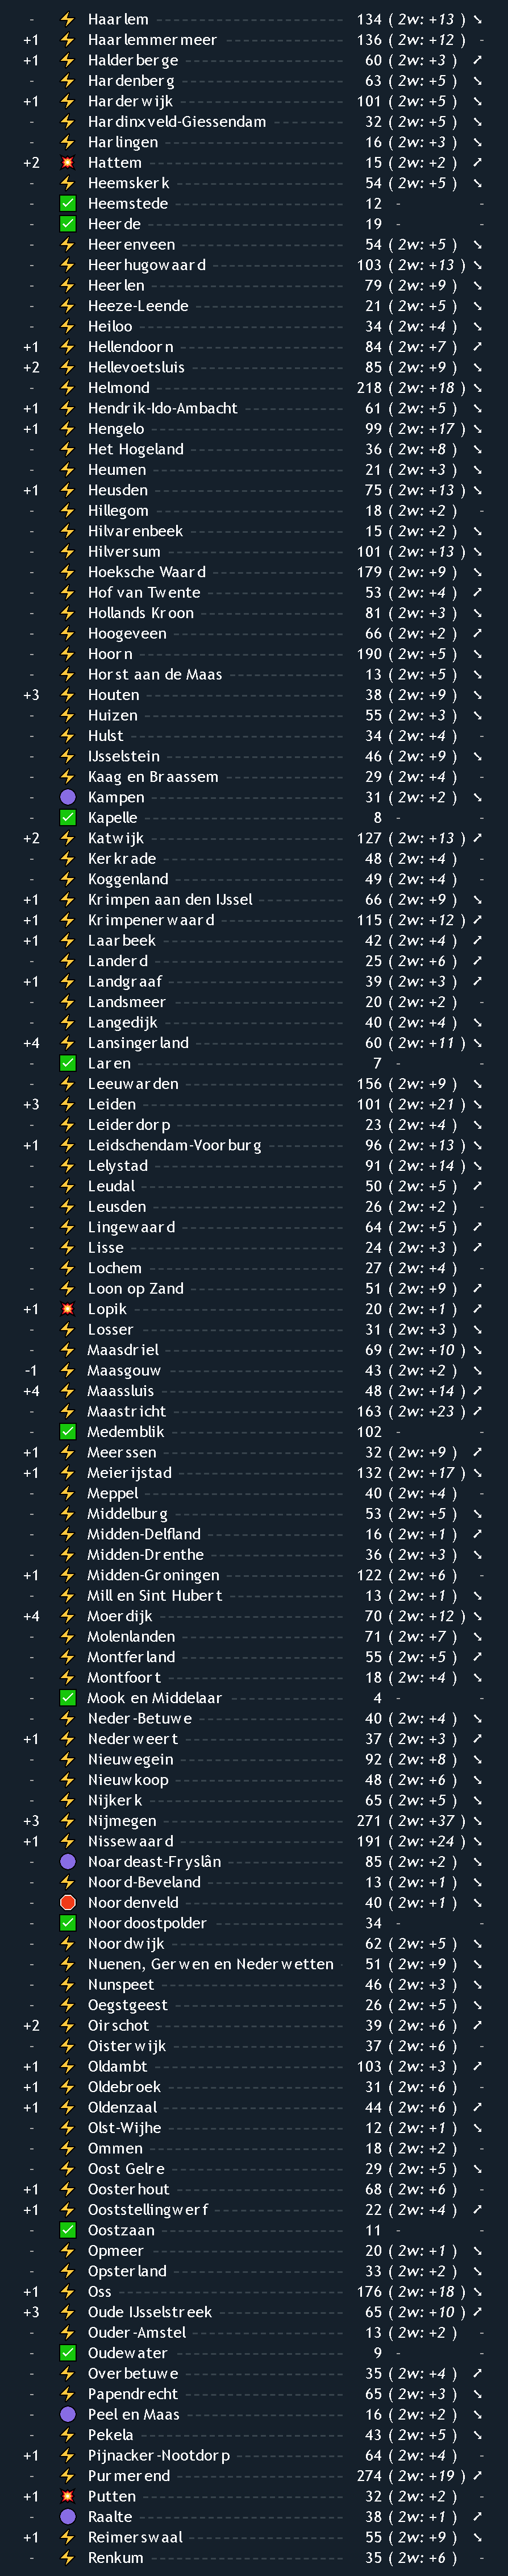 - ⚡ Haarlem 134 ( 2w: +13 ) ➘
+1 ⚡ Haarlemmermeer 136 ( 2w: +12 ) -
+1 ⚡ Halderberge 60 ( 2w: +3 ) ➚
- ⚡ Hardenberg 63 ( 2w: +5 ) ➘
+1 ⚡ Harderwijk 101 ( 2w: +5 ) ➘
- ⚡ Hardinxveld-Giessendam 32 ( 2w: +5 ) ➘
- ⚡ Harlingen 16 ( 2w: +3 ) ➘
+2 💥 Hattem 15 ( 2w: +2 ) ➚
- ⚡ Heemskerk 54 ( 2w: +5 ) ➘
- ✅ Heemstede 12 - -
- ✅ Heerde 19 - -
- ⚡ Heerenveen 54 ( 2w: +5 ) ➘
- ⚡ Heerhugowaard 103 ( 2w: +13 ) ➘
- ⚡ Heerlen 79 ( 2w: +9 ) ➘
- ⚡ Heeze-Leende 21 ( 2w: +5 ) ➘
- ⚡ Heiloo 34 ( 2w: +4 ) ➘
+1 ⚡ Hellendoorn 84 ( 2w: +7 ) ➚
+2 ⚡ Hellevoetsluis 85 ( 2w: +9 ) ➘
- ⚡ Helmond 218 ( 2w: +18 ) ➘
+1 ⚡ Hendrik-Ido-Ambacht 61 ( 2w: +5 ) ➘
+1 ⚡ Hengelo 99 ( 2w: +17 ) ➘
- ⚡ Het Hogeland 36 ( 2w: +8 ) ➘
- ⚡ Heumen 21 ( 2w: +3 ) ➘
+1 ⚡ Heusden 75 ( 2w: +13 ) ➘
- ⚡ Hillegom 18 ( 2w: +2 ) -
- ⚡ Hilvarenbeek 15 ( 2w: +2 ) ➘
- ⚡ Hilversum 101 ( 2w: +13 ) ➘
- ⚡ Hoeksche Waard 179 ( 2w: +9 ) ➘
- ⚡ Hof van Twente 53 ( 2w: +4 ) ➚
- ⚡ Hollands Kroon 81 ( 2w: +3 ) ➘
- ⚡ Hoogeveen 66 ( 2w: +2 ) ➚
- ⚡ Hoorn 190 ( 2w: +5 ) ➘
- ⚡ Horst aan de Maas 13 ( 2w: +5 ) ➘
+3 ⚡ Houten 38 ( 2w: +9 ) ➘
- ⚡ Huizen 55 ( 2w: +3 ) ➘
- ⚡ Hulst 34 ( 2w: +4 ) -
- ⚡ IJsselstein 46 ( 2w: +9 ) ➘
- ⚡ Kaag en Braassem 29 ( 2w: +4 ) -
- 🟣 Kampen 31 ( 2w: +2 ) ➘
- ✅ Kapelle 8 - -
+2 ⚡ Katwijk 127 ( 2w: +13 ) ➚
- ⚡ Kerkrade 48 ( 2w: +4 ) -
- ⚡ Koggenland 49 ( 2w: +4 ) -
+1 ⚡ Krimpen aan den IJssel 66 ( 2w: +9 ) ➘
+1 ⚡ Krimpenerwaard 115 ( 2w: +12 ) ➚
+1 ⚡ Laarbeek 42 ( 2w: +4 ) ➚
- ⚡ Landerd 25 ( 2w: +6 ) ➚
+1 ⚡ Landgraaf 39 ( 2w: +3 ) ➚
- ⚡ Landsmeer 20 ( 2w: +2 ) -
- ⚡ Langedijk 40 ( 2w: +4 ) ➘
+4 ⚡ Lansingerland 60 ( 2w: +11 ) ➘
- ✅ Laren 7 - -
- ⚡ Leeuwarden 156 ( 2w: +9 ) ➘
+3 ⚡ Leiden 101 ( 2w: +21 ) ➘
- ⚡ Leiderdorp 23 ( 2w: +4 ) ➘
+1 ⚡ Leidschendam-Voorburg 96 ( 2w: +13 ) ➘
- ⚡ Lelystad 91 ( 2w: +14 ) ➘
- ⚡ Leudal 50 ( 2w: +5 ) ➚
- ⚡ Leusden 26 ( 2w: +2 ) -
- ⚡ Lingewaard 64 ( 2w: +5 ) ➚
- ⚡ Lisse 24 ( 2w: +3 ) ➚
- ⚡ Lochem 27 ( 2w: +4 ) -
- ⚡ Loon op Zand 51 ( 2w: +9 ) ➚
+1 💥 Lopik 20 ( 2w: +1 ) ➚
- ⚡ Losser 31 ( 2w: +3 ) ➘
- ⚡ Maasdriel 69 ( 2w: +10 ) ➘
-1 ⚡ Maasgouw 43 ( 2w: +2 ) ➘
+4 ⚡ Maassluis 48 ( 2w: +14 ) ➚
- ⚡ Maastricht 163 ( 2w: +23 ) ➚
- ✅ Medemblik 102 - -
+1 ⚡ Meerssen 32 ( 2w: +9 ) ➚
+1 ⚡ Meierijstad 132 ( 2w: +17 ) ➘
- ⚡ Meppel 40 ( 2w: +4 ) -
- ⚡ Middelburg 53 ( 2w: +5 ) ➘
- ⚡ Midden-Delfland 16 ( 2w: +1 ) ➚
- ⚡ Midden-Drenthe 36 ( 2w: +3 ) ➘
+1 ⚡ Midden-Groningen 122 ( 2w: +6 ) -
- ⚡ Mill en Sint Hubert 13 ( 2w: +1 ) ➘
+4 ⚡ Moerdijk 70 ( 2w: +12 ) ➘
- ⚡ Molenlanden 71 ( 2w: +7 ) ➘
- ⚡ Montferland 55 ( 2w: +5 ) ➚
- ⚡ Montfoort 18 ( 2w: +4 ) ➘
- ✅ Mook en Middelaar 4 - -
- ⚡ Neder-Betuwe 40 ( 2w: +4 ) ➘
+1 ⚡ Nederweert 37 ( 2w: +3 ) ➚
- ⚡ Nieuwegein 92 ( 2w: +8 ) ➘
- ⚡ Nieuwkoop 48 ( 2w: +6 ) ➘
- ⚡ Nijkerk 65 ( 2w: +5 ) ➘
+3 ⚡ Nijmegen 271 ( 2w: +37 ) ➘
+1 ⚡ Nissewaard 191 ( 2w: +24 ) ➘
- 🟣 Noardeast-Fryslân 85 ( 2w: +2 ) ➘
- ⚡ Noord-Beveland 13 ( 2w: +1 ) ➘
- 🛑 Noordenveld 40 ( 2w: +1 ) ➘
- ✅ Noordoostpolder 34 - -
- ⚡ Noordwijk 62 ( 2w: +5 ) ➘
- ⚡ Nuenen, Gerwen en Nederwetten 51 ( 2w: +9 ) ➘
- ⚡ Nunspeet 46 ( 2w: +3 ) ➘
- ⚡ Oegstgeest 26 ( 2w: +5 ) ➘
+2 ⚡ Oirschot 39 ( 2w: +6 ) ➚
- ⚡ Oisterwijk 37 ( 2w: +6 ) -
+1 ⚡ Oldambt 103 ( 2w: +3 ) ➚
+1 ⚡ Oldebroek 31 ( 2w: +6 ) -
+1 ⚡ Oldenzaal 44 ( 2w: +6 ) ➚
- ⚡ Olst-Wijhe 12 ( 2w: +1 ) ➘
- ⚡ Ommen 18 ( 2w: +2 ) -
- ⚡ Oost Gelre 29 ( 2w: +5 ) ➘
+1 ⚡ Oosterhout 68 ( 2w: +6 ) -
+1 ⚡ Ooststellingwerf 22 ( 2w: +4 ) ➚
- ✅ Oostzaan 11 - -
- ⚡ Opmeer 20 ( 2w: +1 ) ➘
- ⚡ Opsterland 33 ( 2w: +2 ) ➘
+1 ⚡ Oss 176 ( 2w: +18 ) ➘
+3 ⚡ Oude IJsselstreek 65 ( 2w: +10 ) ➚
- ⚡ Ouder-Amstel 13 ( 2w: +2 ) -
- ✅ Oudewater 9 - -
- ⚡ Overbetuwe 35 ( 2w: +4 ) ➚
- ⚡ Papendrecht 65 ( 2w: +3 ) ➘
- 🟣 Peel en Maas 16 ( 2w: +2 ) ➘
- ⚡ Pekela 43 ( 2w: +5 ) ➘
+1 ⚡ Pijnacker-Nootdorp 64 ( 2w: +4 ) -
- ⚡ Purmerend 274 ( 2w: +19 ) ➚
+1 💥 Putten 32 ( 2w: +2 ) -
- 🟣 Raalte 38 ( 2w: +1 ) ➚
+1 ⚡ Reimerswaal 55 ( 2w: +9 ) ➘
- ⚡ Renkum 35 ( 2w: +6 ) -